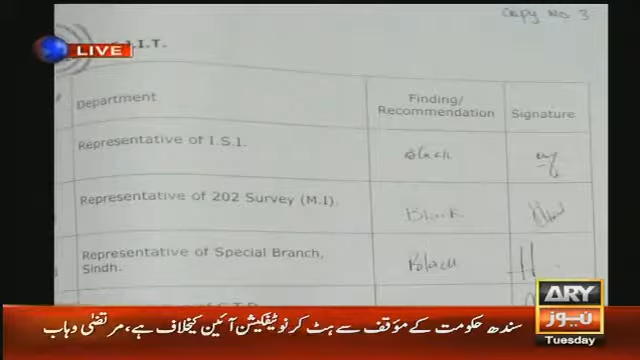 Copy No 3
LIVE
J.I.T.
Department
Finding/
Recommendation
Signature
Representative of I.S.I.
Black
Representative of 202 Survey (M.I).
Black
Representative of Special Branch,
Sindh.
Black
ARY
نیوز
Tuesday
سندھ حکومت کے مؤقف سے ہٹ کر نوٹیفکیشن آئین کیخلاف ہے، مرتضیٰ وہاب